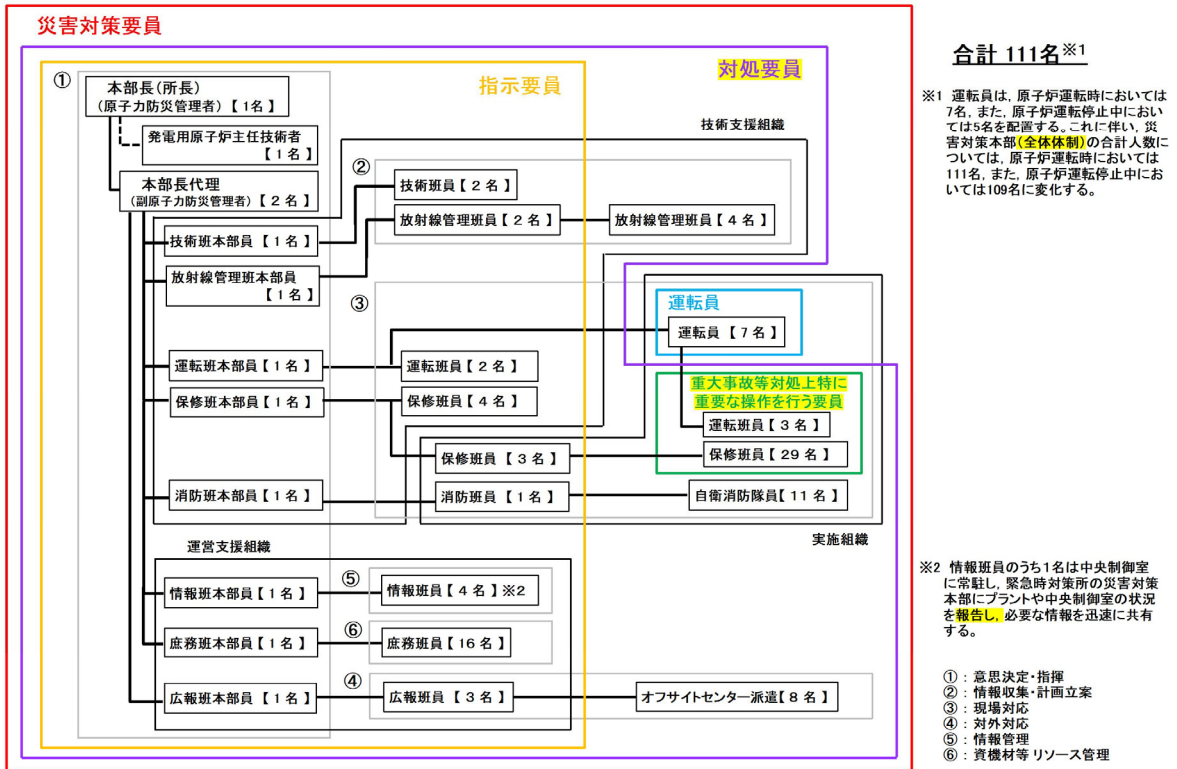 災害対策要員
対処要員
指示要員
合計 111名※1
①
本部長(所長)
(原子力防災管理者)【 1名 】
発電用原子炉主任技術者
【 1 名 】
本部長代理
(副原子力防災管理者)【 2 名 】
技術班本部員【 1 名 】
放射線管理班本部員
【 1 名 】
技術支援組織
②
技術班員【 2 名 】
放射線管理班員【 2 名 】
放射線管理班員【 4 名 】
③
運転員
運転員 【 7 名 】
運転班本部員【 1 名 】
運転班員【 2 名 】
保修班本部員【 1 名 】
保修班員【 4 名 】
重大事故等対処上特に
重要な操作を行う要員
運転班員【 3 名 】
保修班員 【 3 名 】
保修班員【 29 名 】
消防班本部員【 1 名 】
消防班員【 1 名 】
自衛消防隊員【 11 名 】
実施組織
運営支援組織
情報班本部員【 1 名 】
⑤
情報班員【 4 名 】※2
庶務班本部員【 1 名 】
⑥
庶務班員【 16 名 】
広報班本部員【 1 名 】
④
広報班員 【 3 名 】
オフサイトセンター派遣【 8 名 】
※1 運転員は,原子炉運転時においては
7名,また,原子炉運転停止中におい
ては5名を配置する。これに伴い,災
害対策本部(全体体制)の合計人数に
ついては,原子炉運転時においては
111名,また,原子炉運転停止中にお
いては109名に変化する。
※2 情報班員のうち1名は中央制御室
に常駐し,緊急時対策所の災害対策
本部にプラントや中央制御室の状況
を報告し,必要な情報を迅速に共有
する。
①:意思決定・指揮
②:情報収集・計画立案
③:現場対応
④:対外対応
⑤:情報管理
⑥:資機材等 リソース管理